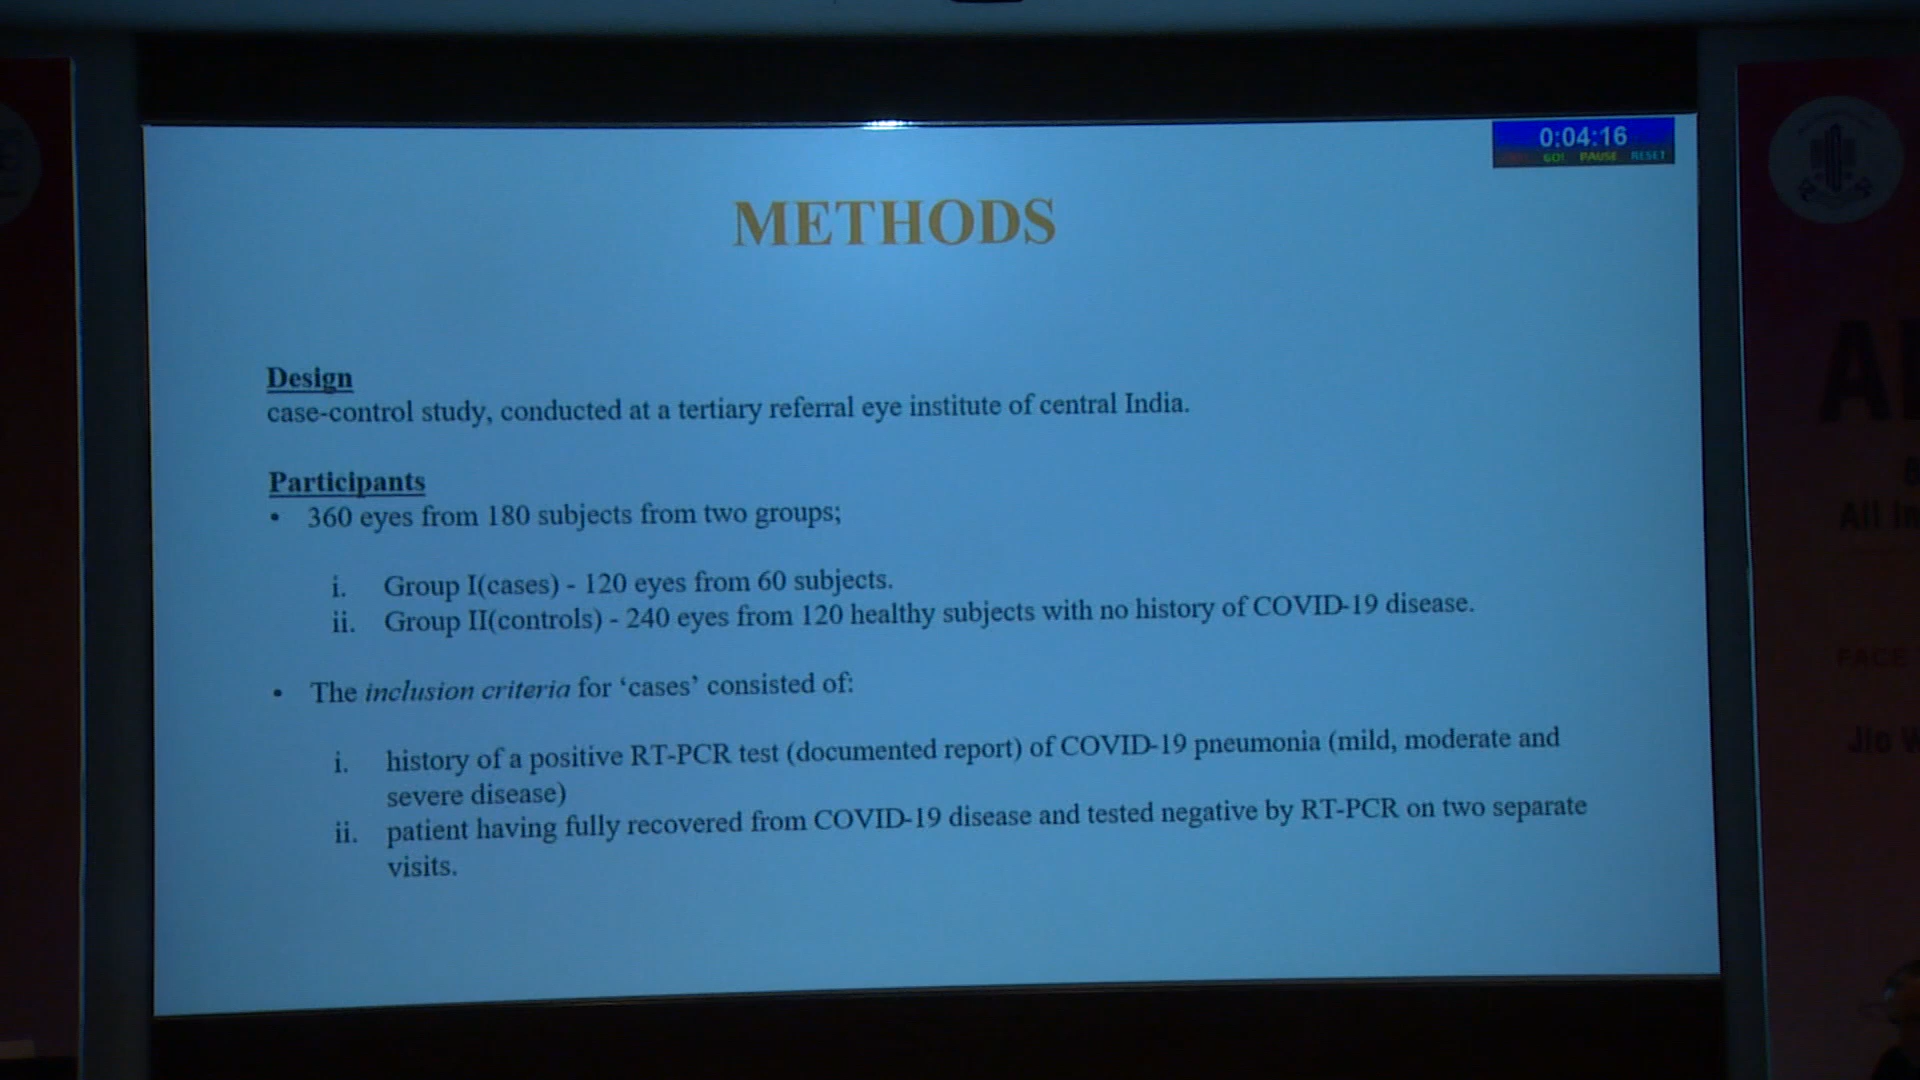 0:04:16
GO! PAUSE RESET
METHODS
Design
case-control study, conducted at a tertiary referral eye institute of central India.
Participants
• 360 eyes from 180 subjects from two groups;
i. Group I(cases) - 120 eyes from 60 subjects.
ii. Group II(controls) - 240 eyes from 120 healthy subjects with no history of COVID-19 disease.
• The inclusion criteria for ‘cases’ consisted of:
i. history of a positive RT-PCR test (documented report) of COVID-19 pneumonia (mild, moderate and
severe disease)
ii. patient having fully recovered from COVID-19 disease and tested negative by RT-PCR on two separate
visits.
All
FACE
Jio